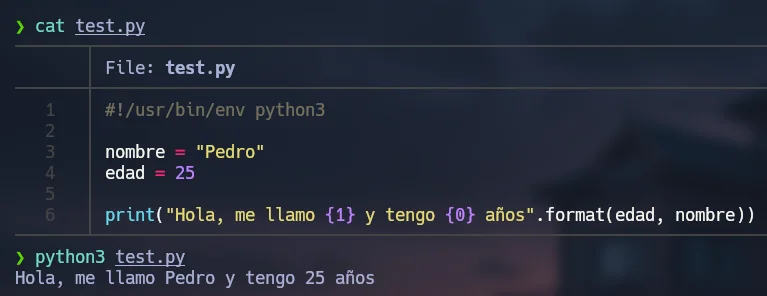 ❯ cat test.py
File: test.py
1 #!/usr/bin/env python3
2
3 nombre = "Pedro"
4 edad = 25
5
6 print("Hola, me llamo {1} y tengo {0} años".format(edad, nombre))
❯ python3 test.py
Hola, me llamo Pedro y tengo 25 años